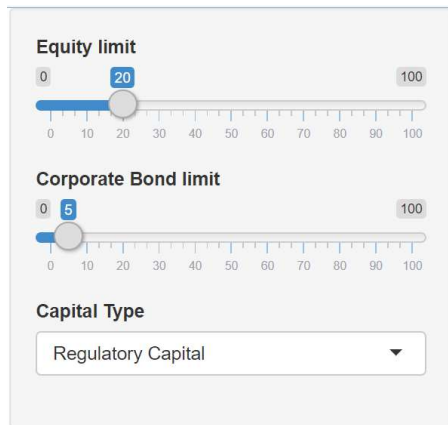 Equity limit
0 20 100
0 10 20 30 40 50 60 70 80 90 100
Corporate Bond limit
0 5 100
0 10 20 30 40 50 60 70 80 90 100
Capital Type
Regulatory Capital